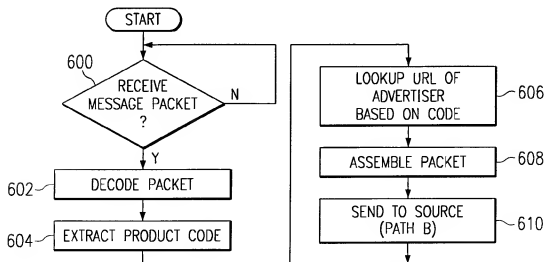 START
600
RECEIVE
MESSAGE PACKET
?
N
Y
602
DECODE PACKET
604
EXTRACT PRODUCT CODE
LOOKUP URL OF
ADVERTISER
BASED ON CODE
606
ASSEMBLE PACKET
608
SEND TO SOURCE
(PATH B)
610